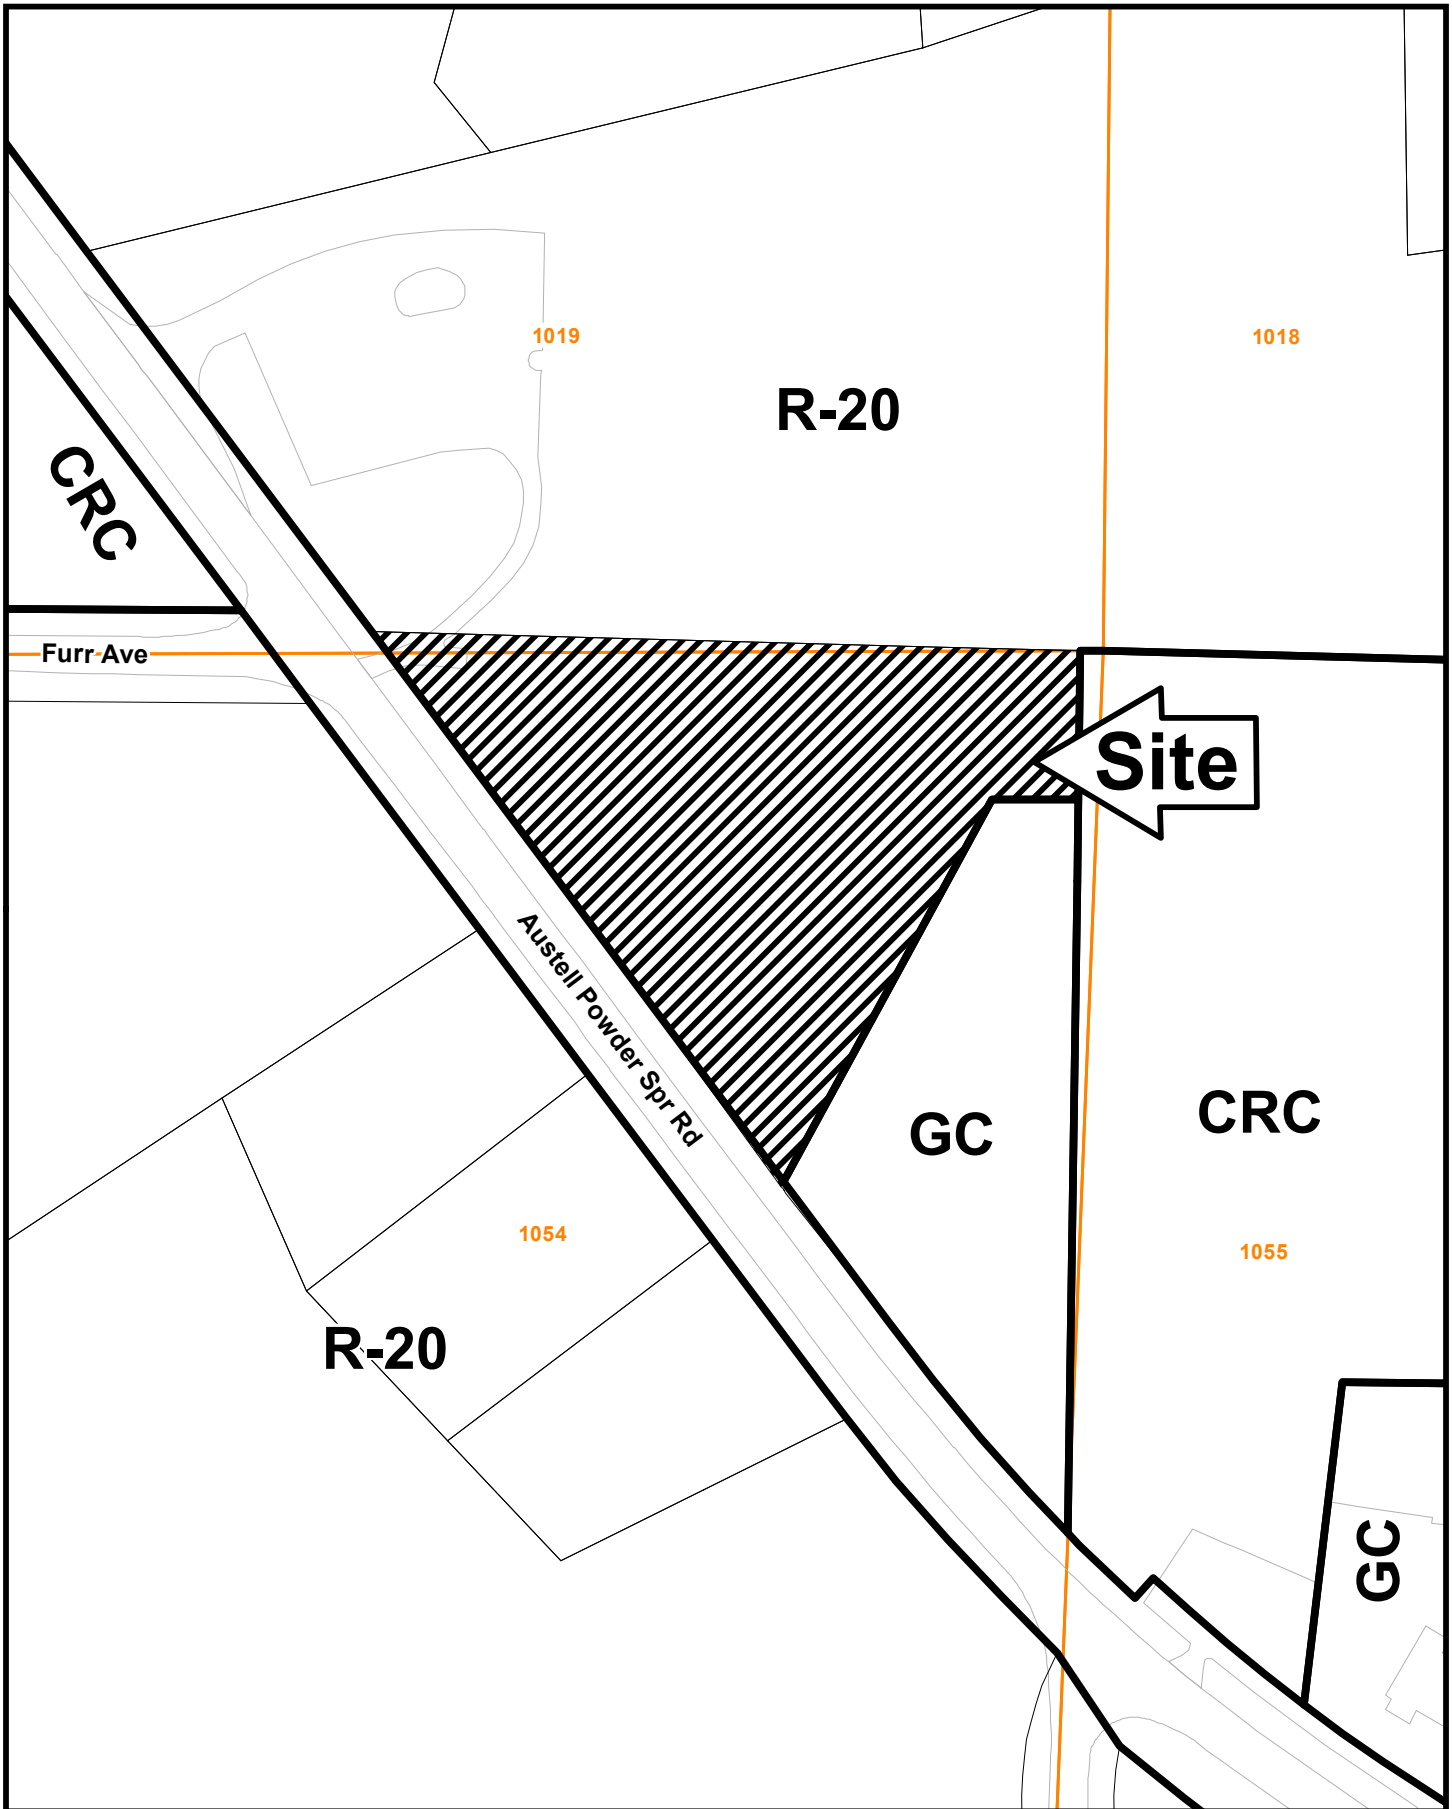 1019
1018
R-20
CRC
Furr Ave
Site
Austell Powder Spr Rd
GC
CRC
1054
1055
R-20
GC